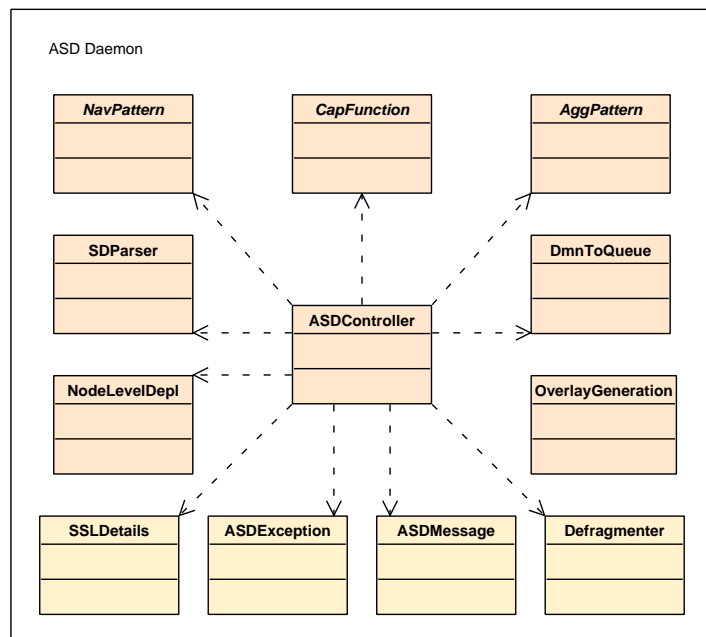 ASD Daemon
NavPattern
CapFunction
AggPattern
SDParser
DmnToQueue
ASDController
NodeLevelDepl
OverlayGeneration
SSLDetails
ASDException
ASDMessage
Defragmenter